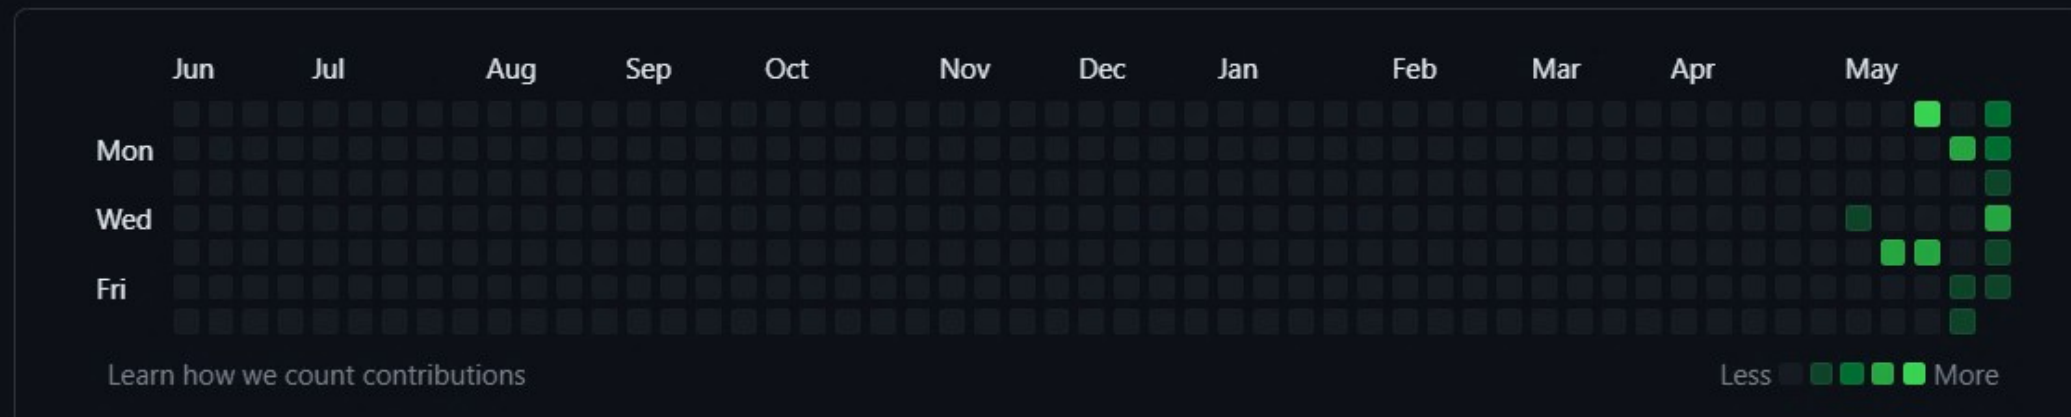 Jun Jul Aug Sep Oct Nov Dec Jan Feb Mar Apr May
Mon
Wed
Fri
Learn how we count contributions
Less More